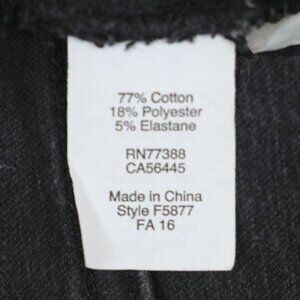 77% Cotton
18% Polyester
5% Elastane
RN77388
CA56445
Made in China
Style F5877
FA 16